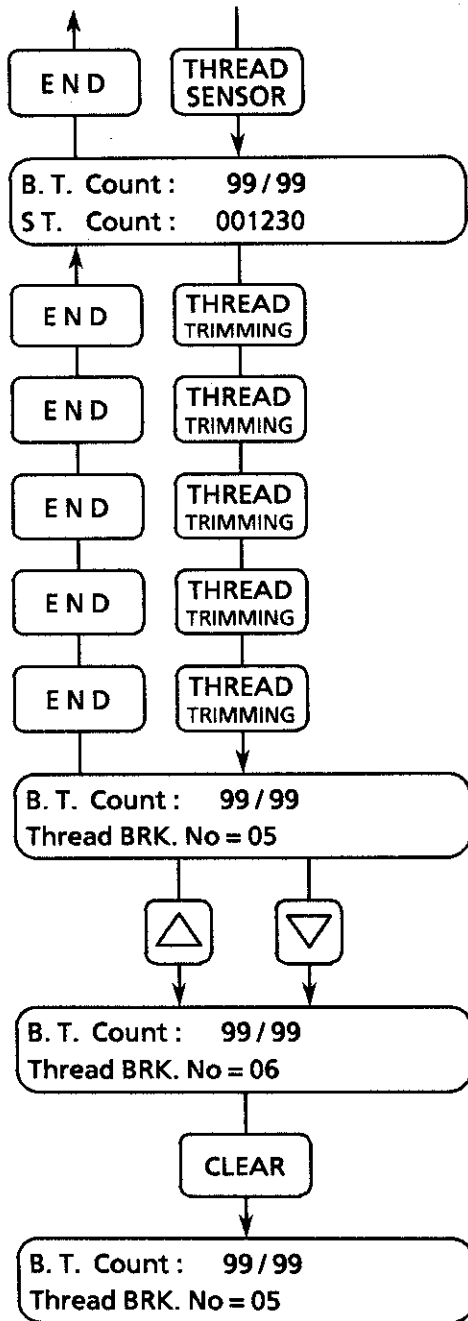 END
THREAD
SENSOR
B. T. Count : 99 / 99
S T. Count : 001230
END
THREAD
TRIMMING
END
THREAD
TRIMMING
END
THREAD
TRIMMING
END
THREAD
TRIMMING
END
THREAD
TRIMMING
B. T. Count : 99 / 99
Thread BRK. No = 05
B. T. Count : 99 / 99
Thread BRK. No = 06
CLEAR
B. T. Count : 99 / 99
Thread BRK. No = 05